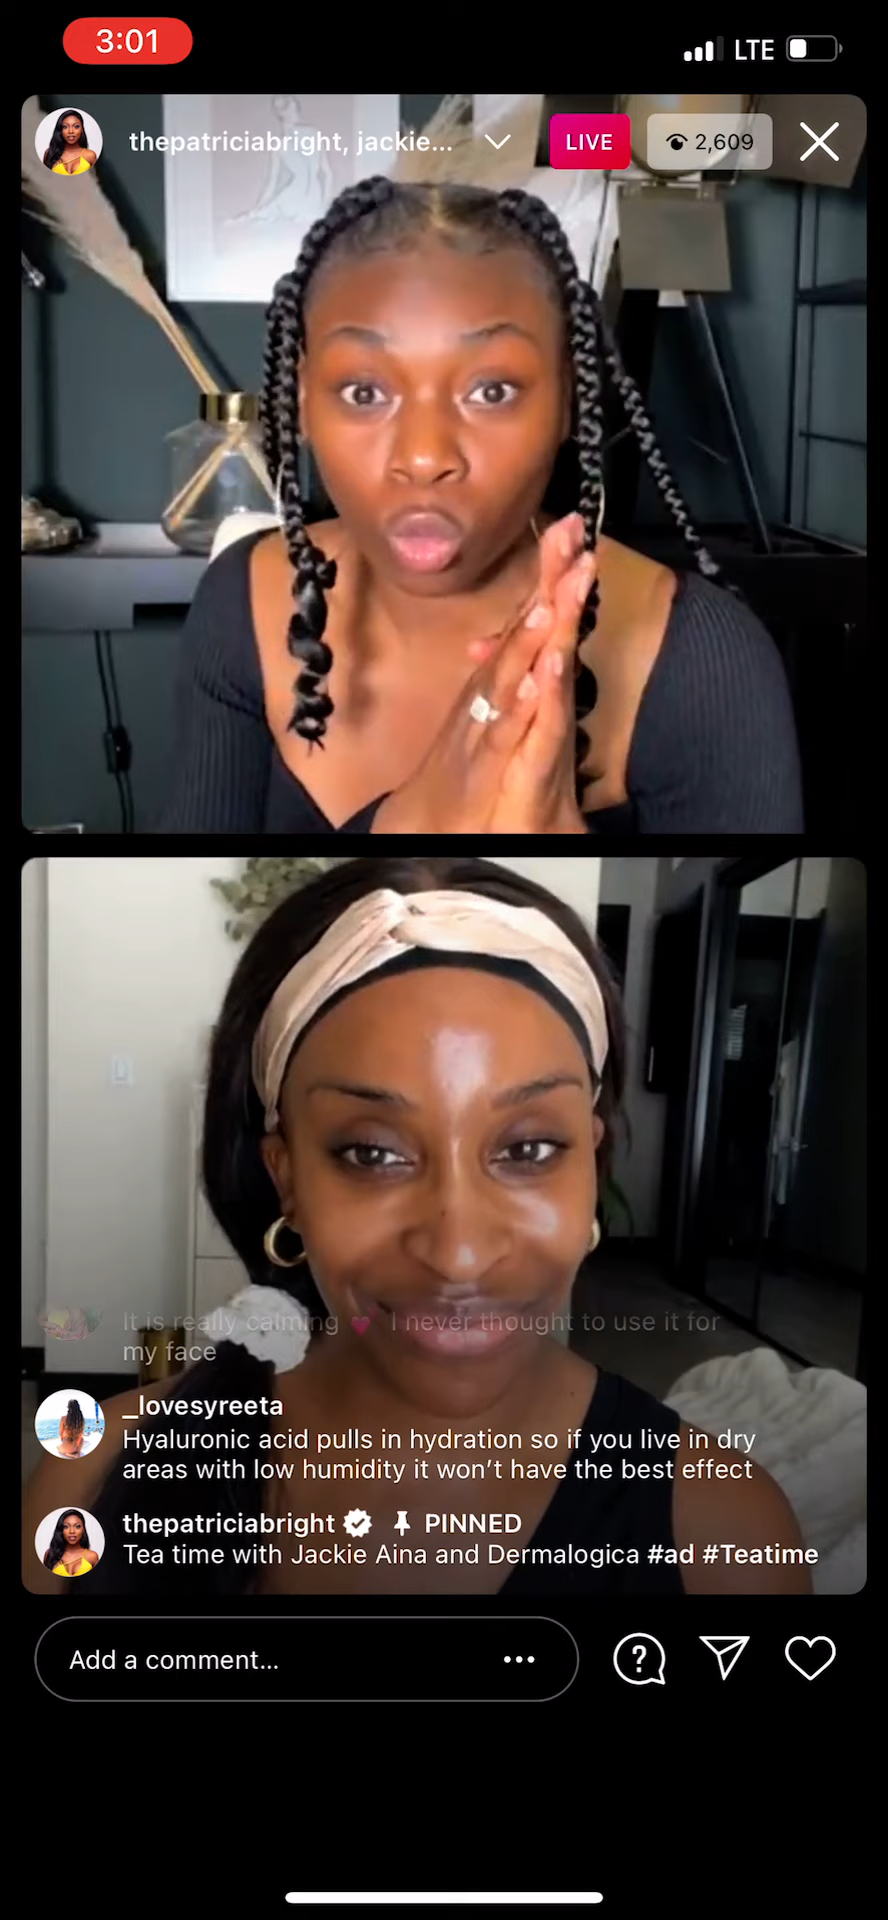 3:01
LTE
thepatriciabright, jackie...
LIVE
2,609
It is really calming 💕 I never thought to use it for
my face
_lovesyreeta
Hyaluronic acid pulls in hydration so if you live in dry
areas with low humidity it won't have the best effect
thepatriciabright PINNED
Tea time with Jackie Aina and Dermalogica #ad #Teatime
Add a comment...